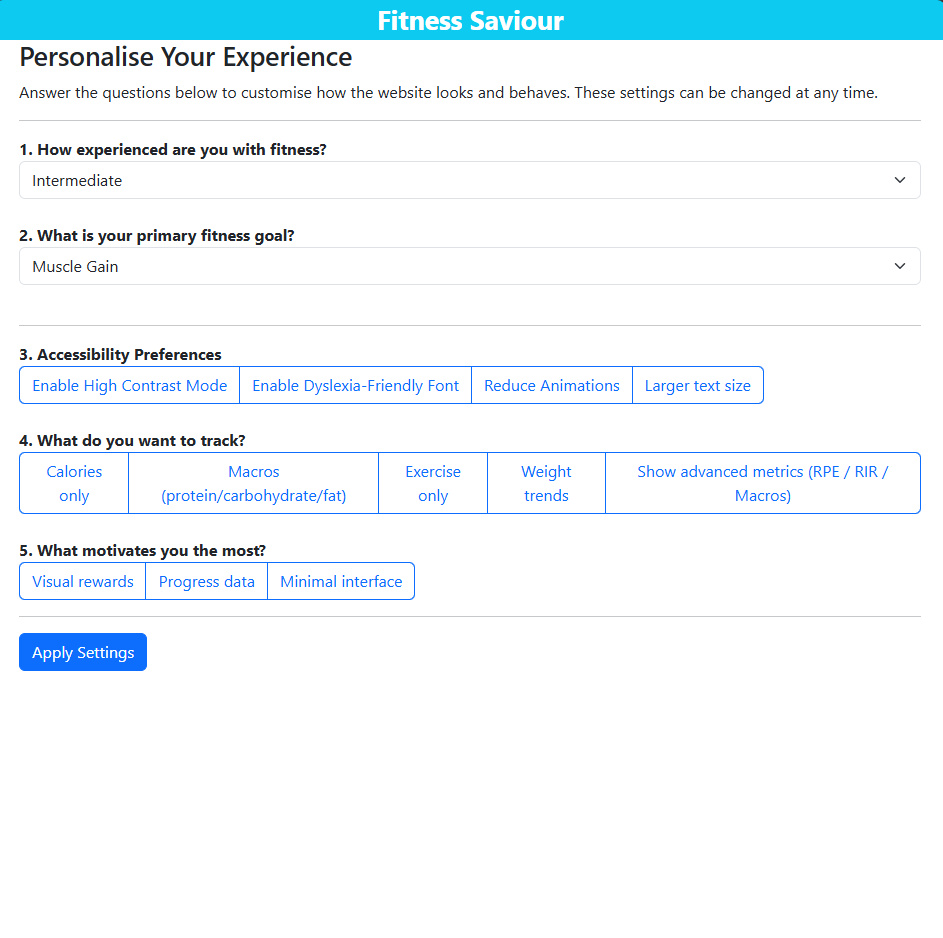 Fitness Saviour
Personalise Your Experience
Answer the questions below to customise how the website looks and behaves. These settings can be changed at any time.
1. How experienced are you with fitness?
Intermediate
2. What is your primary fitness goal?
Muscle Gain
3. Accessibility Preferences
Enable High Contrast Mode Enable Dyslexia-Friendly Font Reduce Animations Larger text size
4. What do you want to track?
Calories only
Macros (protein/carbohydrate/fat)
Exercise only
Weight trends
Show advanced metrics (RPE / RIR / Macros)
5. What motivates you the most?
Visual rewards Progress data Minimal interface
Apply Settings